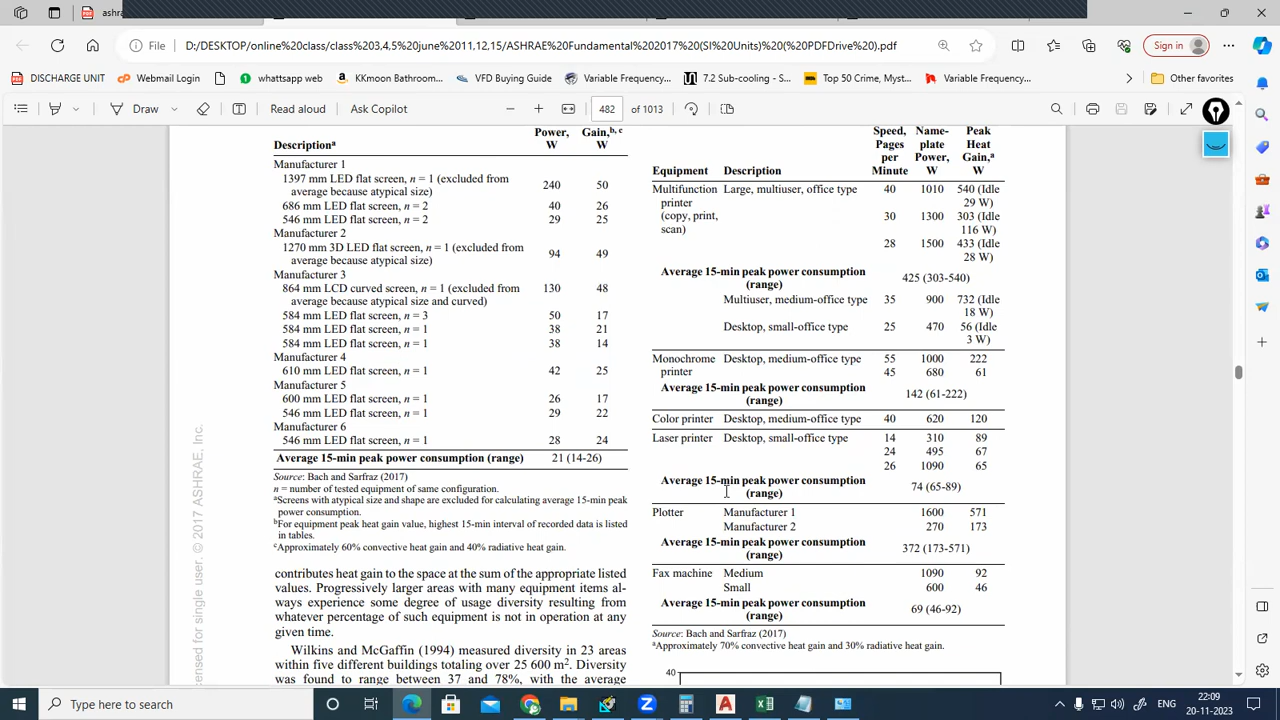 ashra
File
D:/DESKTOP/online%20class/class%203,4,5%20june%2011,12,15/ASHRAE%20Fundamental%202017%20(SI%20Units)%20(%20PDFDrive%20).pdf
Sign in
DISCHARGE UNIT
Webmail Login
whattsapp web
KKmoon Bathroom...
VFD Buying Guide
Variable Frequency...
7.2 Sub-cooling - S...
Top 50 Crime, Myst...
Variable Frequency...
Other favorites
Draw
Read aloud
Ask Copilot
482 of 1013
Power, Gain,b, c
Descriptiona W W
Manufacturer 1
1397 mm LED flat screen, n = 1 (excluded from 240 50
average because atypical size)
686 mm LED flat screen, n = 2 40 26
546 mm LED flat screen, n = 2 29 25
Manufacturer 2
1270 mm 3D LED flat screen, n = 1 (excluded from 94 49
average because atypical size)
Manufacturer 3
864 mm LCD curved screen, n = 1 (excluded from 130 48
average because atypical size and curved)
584 mm LED flat screen, n = 3 50 17
584 mm LED flat screen, n = 1 38 21
584 mm LED flat screen, n = 1 38 14
Manufacturer 4
610 mm LED flat screen, n = 1 42 25
Manufacturer 5
600 mm LED flat screen, n = 1 26 17
546 mm LED flat screen, n = 1 29 22
Manufacturer 6
546 mm LED flat screen, n = 1 28 24
Average 15-min peak power consumption (range) 21 (14-26)
Source: Bach and Sarfraz (2017)
n = number of tested equipment of same configuration.
aScreens with atypical size and shape are excluded for calculating average 15-min peak
power consumption.
bFor equipment peak heat gain value, highest 15-min interval of recorded data is listed
in tables.
cApproximately 60% convective heat gain and 40% radiative heat gain.
contributes heat gain to the space at the sum of the appropriate listed
values. Progressively larger areas with many equipment items al-
ways experience some degree of usage diversity resulting from
whatever percentage of such equipment is not in operation at any
given time.
Wilkins and McGaffin (1994) measured diversity in 23 areas
within five different buildings totaling over 25 600 m2. Diversity
was found to range between 37 and 78%, with the average
censed for single user. © 2017 ASHRAE, Inc.
Speed, Name- Peak
Pages plate Heat
per Power, Gain,a
Equipment Description Minute W W
Multifunction Large, multiuser, office type 40 1010 540 (Idle
printer 29 W)
(copy, print, 30 1300 303 (Idle
scan) 116 W)
28 1500 433 (Idle
28 W)
Average 15-min peak power consumption 425 (303-540)
(range)
Multiuser, medium-office type 35 900 732 (Idle
18 W)
Desktop, small-office type 25 470 56 (Idle
3 W)
Monochrome Desktop, medium-office type 55 1000 222
printer 45 680 61
Average 15-min peak power consumption 142 (61-222)
(range)
Color printer Desktop, medium-office type 40 620 120
Laser printer Desktop, small-office type 14 310 89
24 495 67
26 1090 65
Average 15-min peak power consumption 74 (65-89)
(range)
Plotter Manufacturer 1 1600 571
Manufacturer 2 270 173
Average 15-min peak power consumption 372 (173-571)
(range)
Fax machine Medium 1090 92
Small 600 46
Average 15-min peak power consumption 69 (46-92)
(range)
Source: Bach and Sarfraz (2017)
aApproximately 70% convective heat gain and 30% radiative heat gain.
40
Type here to search
ENG
22:09
20-11-2023